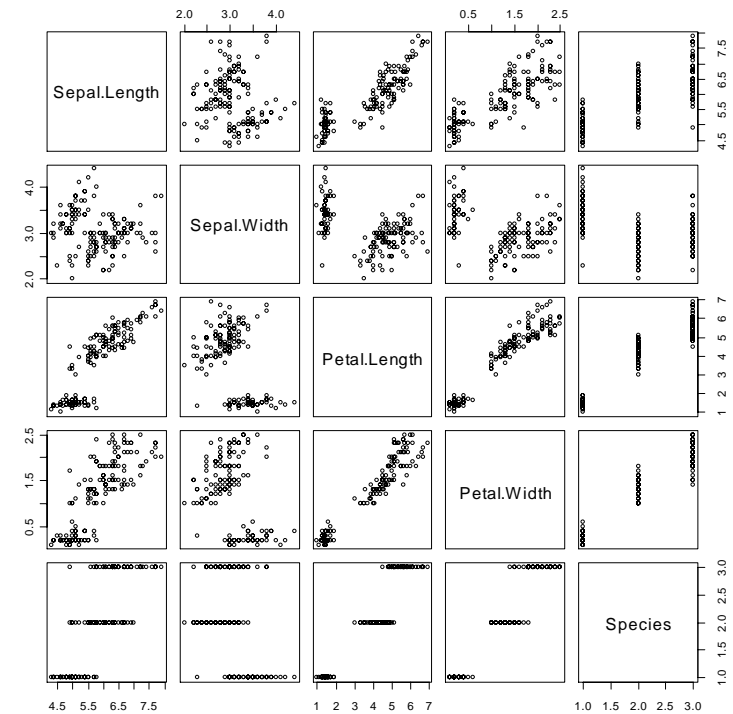 2.0 3.0 4.0
0.5 1.5 2.5
Sepal.Length
4.5 5.5 6.5 7.5
2.0 3.0 4.0
Sepal.Width
Petal.Length
1 2 3 4 5 6 7
0.5 1.5 2.5
Petal.Width
Species
1.0 1.5 2.0 2.5 3.0
4.5 5.5 6.5 7.5
1 2 3 4 5 6 7
1.0 1.5 2.0 2.5 3.0